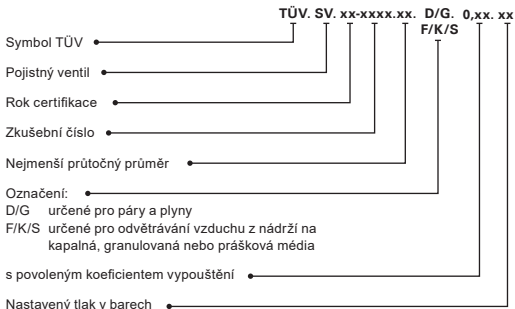 TÜV. SV. xx-xxxx.xx. D/G. 0,xx. xx
F/K/S
Symbol TÜV
Pojistný ventil
Rok certifikace
Zkušební číslo
Nejmenší průtočný průměr
Označení:
D/G určené pro páry a plyny
F/K/S určené pro odvětrávání vzduchu z nádrží na
kapalná, granulovaná nebo prášková média
s povoleným koeficientem vypouštění
Nastavený tlak v barech